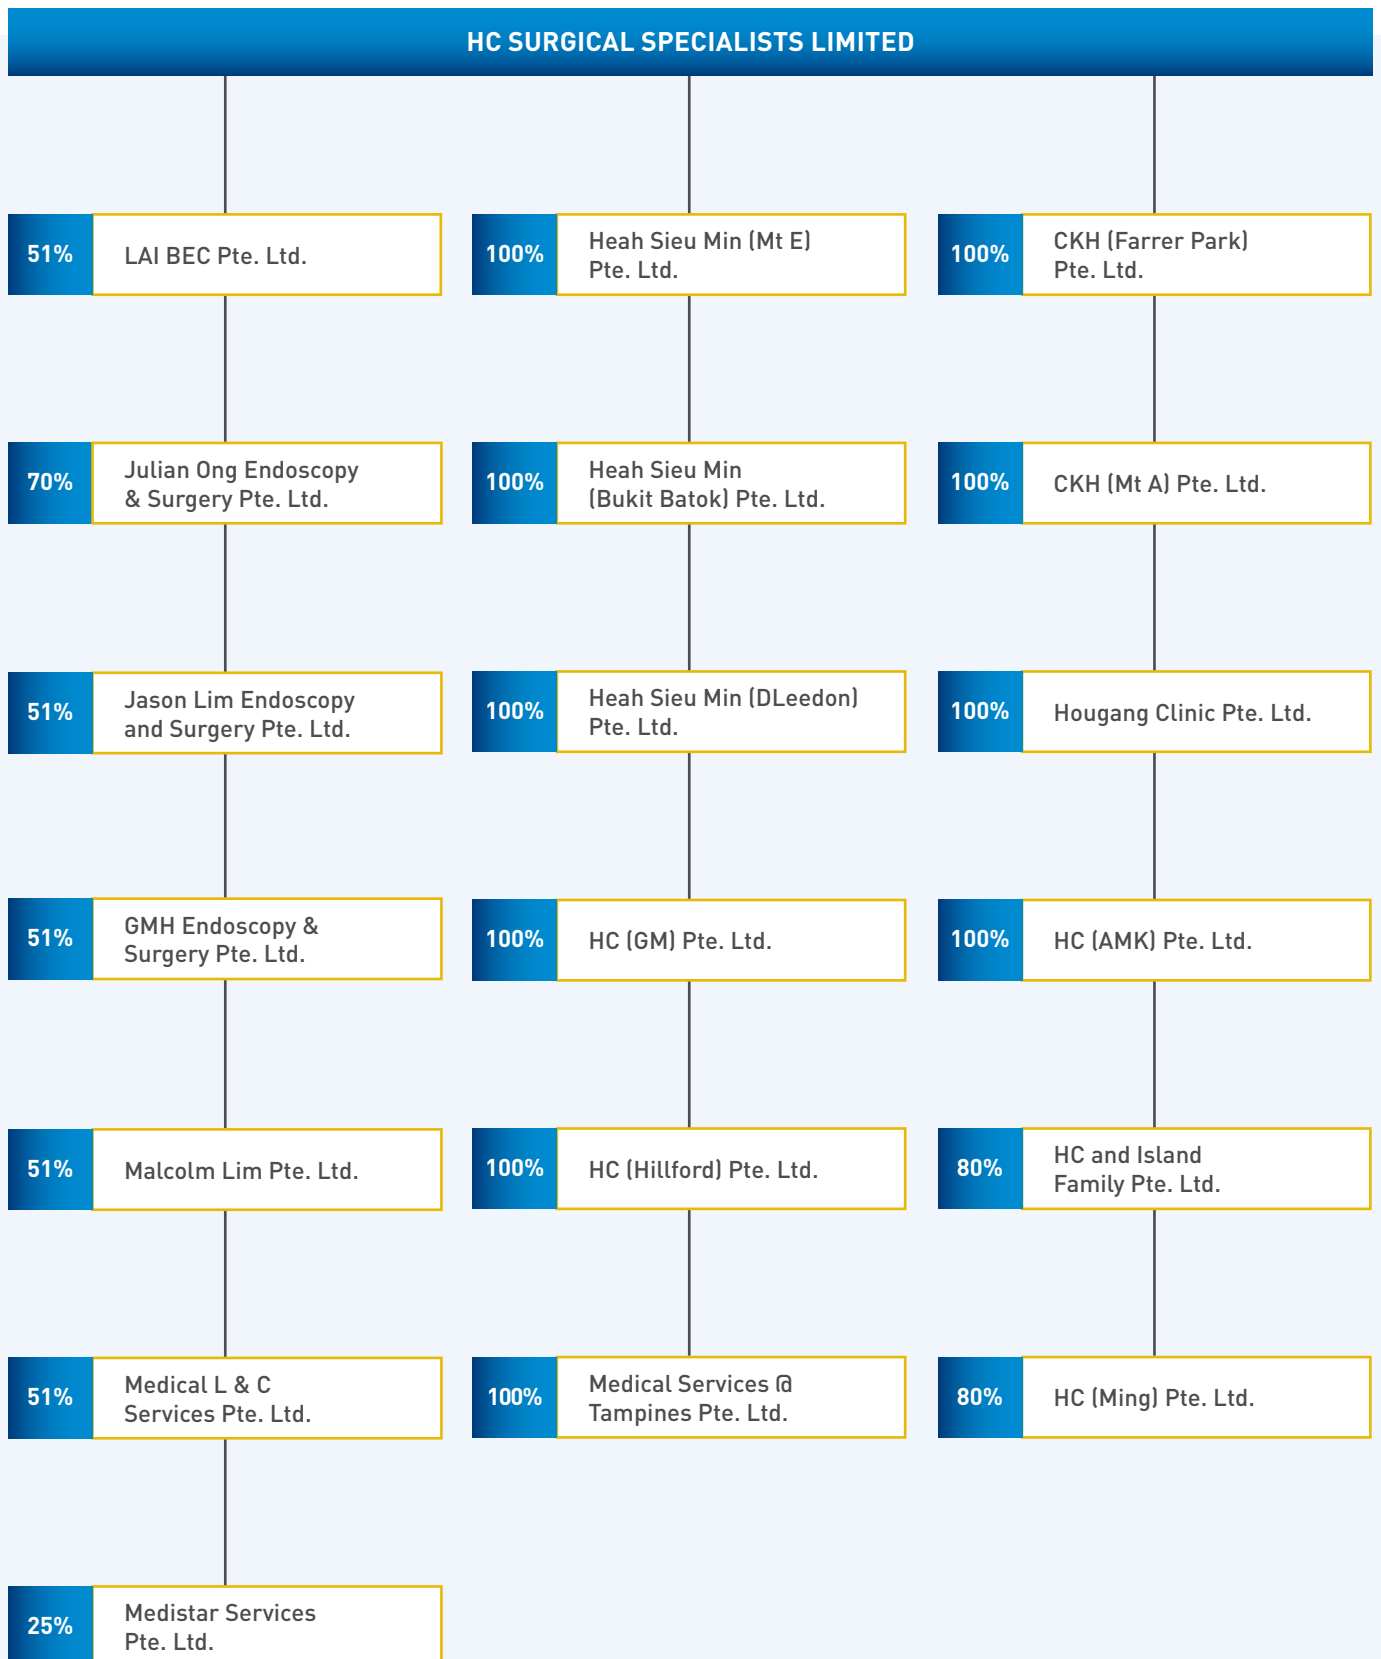 HC SURGICAL SPECIALISTS LIMITED
51%
LAI BEC Pte. Ltd.
100%
Heah Sieu Min (Mt E)
Pte. Ltd.
100%
CKH (Farrer Park)
Pte. Ltd.
70%
Julian Ong Endoscopy
& Surgery Pte. Ltd.
100%
Heah Sieu Min
(Bukit Batok) Pte. Ltd.
100%
CKH (Mt A) Pte. Ltd.
51%
Jason Lim Endoscopy
and Surgery Pte. Ltd.
100%
Heah Sieu Min (DLeedon)
Pte. Ltd.
100%
Hougang Clinic Pte. Ltd.
51%
GMH Endoscopy &
Surgery Pte. Ltd.
100%
HC (GM) Pte. Ltd.
100%
HC (AMK) Pte. Ltd.
51%
Malcolm Lim Pte. Ltd.
100%
HC (Hillford) Pte. Ltd.
80%
HC and Island
Family Pte. Ltd.
51%
Medical L & C
Services Pte. Ltd.
100%
Medical Services @
Tampines Pte. Ltd.
80%
HC (Ming) Pte. Ltd.
25%
Medistar Services
Pte. Ltd.